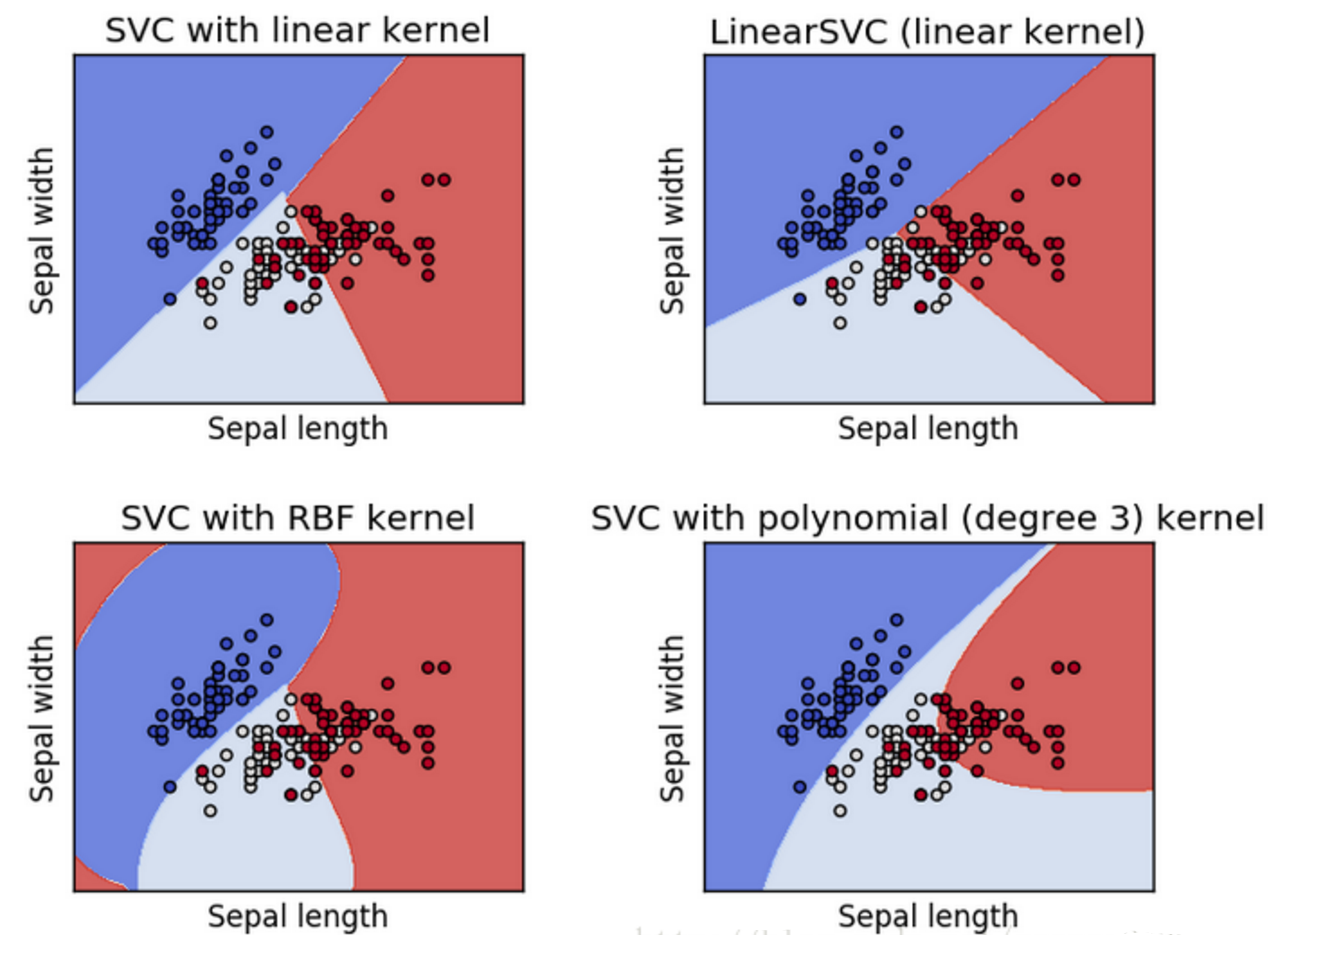 SVC with linear kernel
LinearSVC (linear kernel)
Sepal width
Sepal length
Sepal width
Sepal length
SVC with RBF kernel
SVC with polynomial (degree 3) kernel
Sepal width
Sepal length
Sepal width
Sepal length